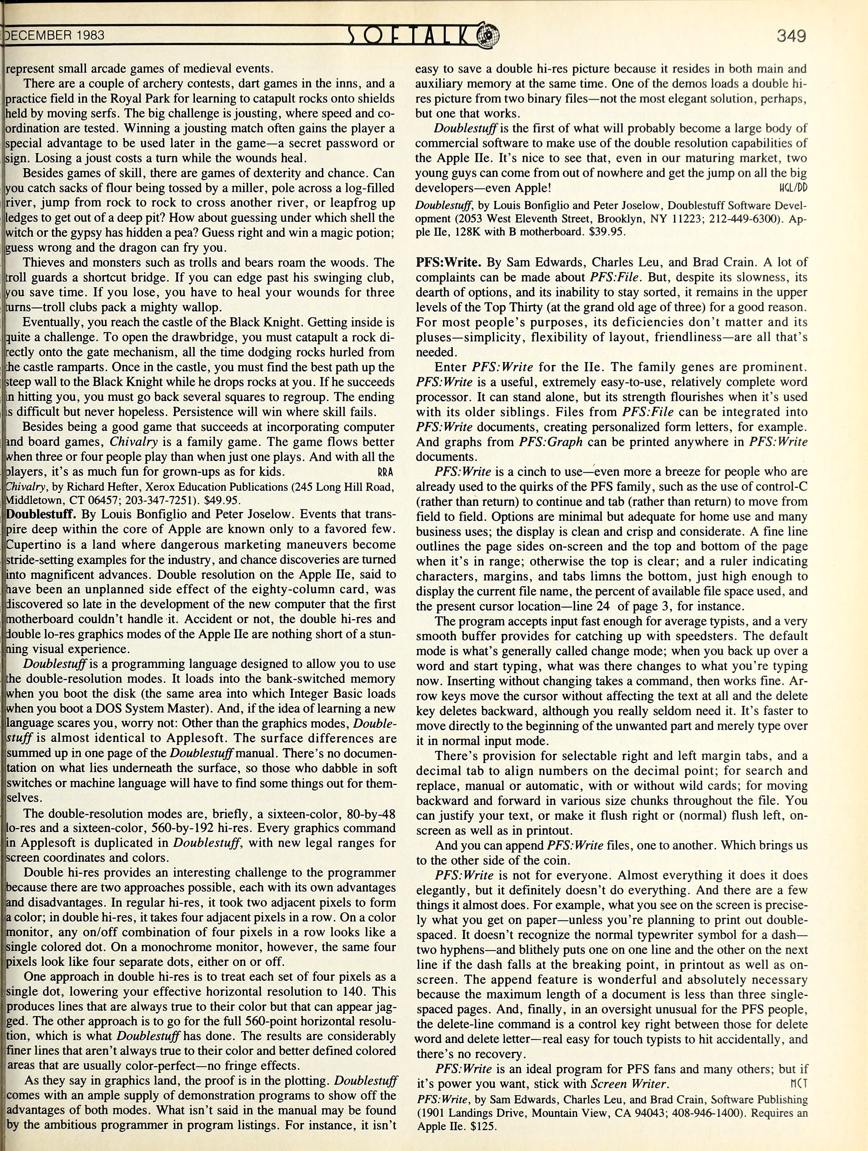 DECEMBER 1983
SOFTALK
349
represent small arcade games of medieval events.
There are a couple of archery contests, dart games in the inns, and a
practice field in the Royal Park for learning to catapult rocks onto shields
held by moving serfs. The big challenge is jousting, where speed and co-
ordination are tested. Winning a jousting match often gains the player a
special advantage to be used later in the game—a secret password or
sign. Losing a joust costs a turn while the wounds heal.
Besides games of skill, there are games of dexterity and chance. Can
you catch sacks of flour being tossed by a miller, pole across a log-filled
river, jump from rock to rock to cross another river, or leapfrog up
ledges to get out of a deep pit? How about guessing under which shell the
witch or the gypsy has hidden a pea? Guess right and win a magic potion;
guess wrong and the dragon can fry you.
Thieves and monsters such as trolls and bears roam the woods. The
troll guards a shortcut bridge. If you can edge past his swinging club,
you save time. If you lose, you have to heal your wounds for three
turns—troll clubs pack a mighty wallop.
Eventually, you reach the castle of the Black Knight. Getting inside is
quite a challenge. To open the drawbridge, you must catapult a rock di-
rectly onto the gate mechanism, all the time dodging rocks hurled from
he castle ramparts. Once in the castle, you must find the best path up the
steep wall to the Black Knight while he drops rocks at you. If he succeeds
n hitting you, you must go back several squares to regroup. The ending
s difficult but never hopeless. Persistence will win where skill fails.
Besides being a good game that succeeds at incorporating computer
and board games, Chivalry is a family game. The game flows better
when three or four people play than when just one plays. And with all the
players, it's as much fun for grown-ups as for kids. RRA
Chivalry, by Richard Hefter, Xerox Education Publications (245 Long Hill Road,
Middletown, CT 06457; 203-347-7251). $49.95.
Doublestuff. By Louis Bonfiglio and Peter Joselow. Events that trans-
pire deep within the core of Apple are known only to a favored few.
Cupertino is a land where dangerous marketing maneuvers become
stride-setting examples for the industry, and chance discoveries are turned
into magnificent advances. Double resolution on the Apple IIe, said to
have been an unplanned side effect of the eighty-column card, was
discovered so late in the development of the new computer that the first
motherboard couldn't handle it. Accident or not, the double hi-res and
double lo-res graphics modes of the Apple IIe are nothing short of a stun-
ning visual experience.
Doublestuff is a programming language designed to allow you to use
the double-resolution modes. It loads into the bank-switched memory
when you boot the disk (the same area into which Integer Basic loads
when you boot a DOS System Master). And, if the idea of learning a new
language scares you, worry not: Other than the graphics modes, Double-
stuff is almost identical to Applesoft. The surface differences are
summed up in one page of the Doublestuff manual. There's no documen-
tation on what lies underneath the surface, so those who dabble in soft
switches or machine language will have to find some things out for them-
selves.
The double-resolution modes are, briefly, a sixteen-color, 80-by-48
lo-res and a sixteen-color, 560-by-192 hi-res. Every graphics command
in Applesoft is duplicated in Doublestuff, with new legal ranges for
screen coordinates and colors.
Double hi-res provides an interesting challenge to the programmer
because there are two approaches possible, each with its own advantages
and disadvantages. In regular hi-res, it took two adjacent pixels to form
a color; in double hi-res, it takes four adjacent pixels in a row. On a color
monitor, any on/off combination of four pixels in a row looks like a
single colored dot. On a monochrome monitor, however, the same four
pixels look like four separate dots, either on or off.
One approach in double hi-res is to treat each set of four pixels as a
single dot, lowering your effective horizontal resolution to 140. This
produces lines that are always true to their color but that can appear jag-
ged. The other approach is to go for the full 560-point horizontal resolu-
tion, which is what Doublestuff has done. The results are considerably
finer lines that aren't always true to their color and better defined colored
areas that are usually color-perfect—no fringe effects.
As they say in graphics land, the proof is in the plotting. Doublestuff
comes with an ample supply of demonstration programs to show off the
advantages of both modes. What isn't said in the manual may be found
by the ambitious programmer in program listings. For instance, it isn't
easy to save a double hi-res picture because it resides in both main and
auxiliary memory at the same time. One of the demos loads a double hi-
res picture from two binary files—not the most elegant solution, perhaps,
but one that works.
Doublestuff is the first of what will probably become a large body of
commercial software to make use of the double resolution capabilities of
the Apple IIe. It's nice to see that, even in our maturing market, two
young guys can come from out of nowhere and get the jump on all the big
developers—even Apple! WGL/DD
Doublestuff, by Louis Bonfiglio and Peter Joselow, Doublestuff Software Devel-
opment (2053 West Eleventh Street, Brooklyn, NY 11223; 212-449-6300). Ap-
ple IIe, 128K with B motherboard. $39.95.
PFS:Write. By Sam Edwards, Charles Leu, and Brad Crain. A lot of
complaints can be made about PFS:File. But, despite its slowness, its
dearth of options, and its inability to stay sorted, it remains in the upper
levels of the Top Thirty (at the grand old age of three) for a good reason.
For most people's purposes, its deficiencies don't matter and its
pluses—simplicity, flexibility of layout, friendliness—are all that's
needed.
Enter PFS:Write for the IIe. The family genes are prominent.
PFS:Write is a useful, extremely easy-to-use, relatively complete word
processor. It can stand alone, but its strength flourishes when it's used
with its older siblings. Files from PFS:File can be integrated into
PFS:Write documents, creating personalized form letters, for example.
And graphs from PFS:Graph can be printed anywhere in PFS:Write
documents.
PFS:Write is a cinch to use—even more a breeze for people who are
already used to the quirks of the PFS family, such as the use of control-C
(rather than return) to continue and tab (rather than return) to move from
field to field. Options are minimal but adequate for home use and many
business uses; the display is clean and crisp and considerate. A fine line
outlines the page sides on-screen and the top and bottom of the page
when it's in range; otherwise the top is clear; and a ruler indicating
characters, margins, and tabs limns the bottom, just high enough to
display the current file name, the percent of available file space used, and
the present cursor location—line 24 of page 3, for instance.
The program accepts input fast enough for average typists, and a very
smooth buffer provides for catching up with speedsters. The default
mode is what's generally called change mode; when you back up over a
word and start typing, what was there changes to what you're typing
now. Inserting without changing takes a command, then works fine. Ar-
row keys move the cursor without affecting the text at all and the delete
key deletes backward, although you really seldom need it. It's faster to
move directly to the beginning of the unwanted part and merely type over
it in normal input mode.
There's provision for selectable right and left margin tabs, and a
decimal tab to align numbers on the decimal point; for search and
replace, manual or automatic, with or without wild cards; for moving
backward and forward in various size chunks throughout the file. You
can justify your text, or make it flush right or (normal) flush left, on-
screen as well as in printout.
And you can append PFS:Write files, one to another. Which brings us
to the other side of the coin.
PFS:Write is not for everyone. Almost everything it does it does
elegantly, but it definitely doesn't do everything. And there are a few
things it almost does. For example, what you see on the screen is precise-
ly what you get on paper—unless you're planning to print out double-
spaced. It doesn't recognize the normal typewriter symbol for a dash—
two hyphens—and blithely puts one on one line and the other on the next
line if the dash falls at the breaking point, in printout as well as on-
screen. The append feature is wonderful and absolutely necessary
because the maximum length of a document is less than three single-
spaced pages. And, finally, in an oversight unusual for the PFS people,
the delete-line command is a control key right between those for delete
word and delete letter—real easy for touch typists to hit accidentally, and
there's no recovery.
PFS:Write is an ideal program for PFS fans and many others; but if
it's power you want, stick with Screen Writer. MCT
PFS:Write, by Sam Edwards, Charles Leu, and Brad Crain, Software Publishing
(1901 Landings Drive, Mountain View, CA 94043; 408-946-1400). Requires an
Apple IIe. $125.